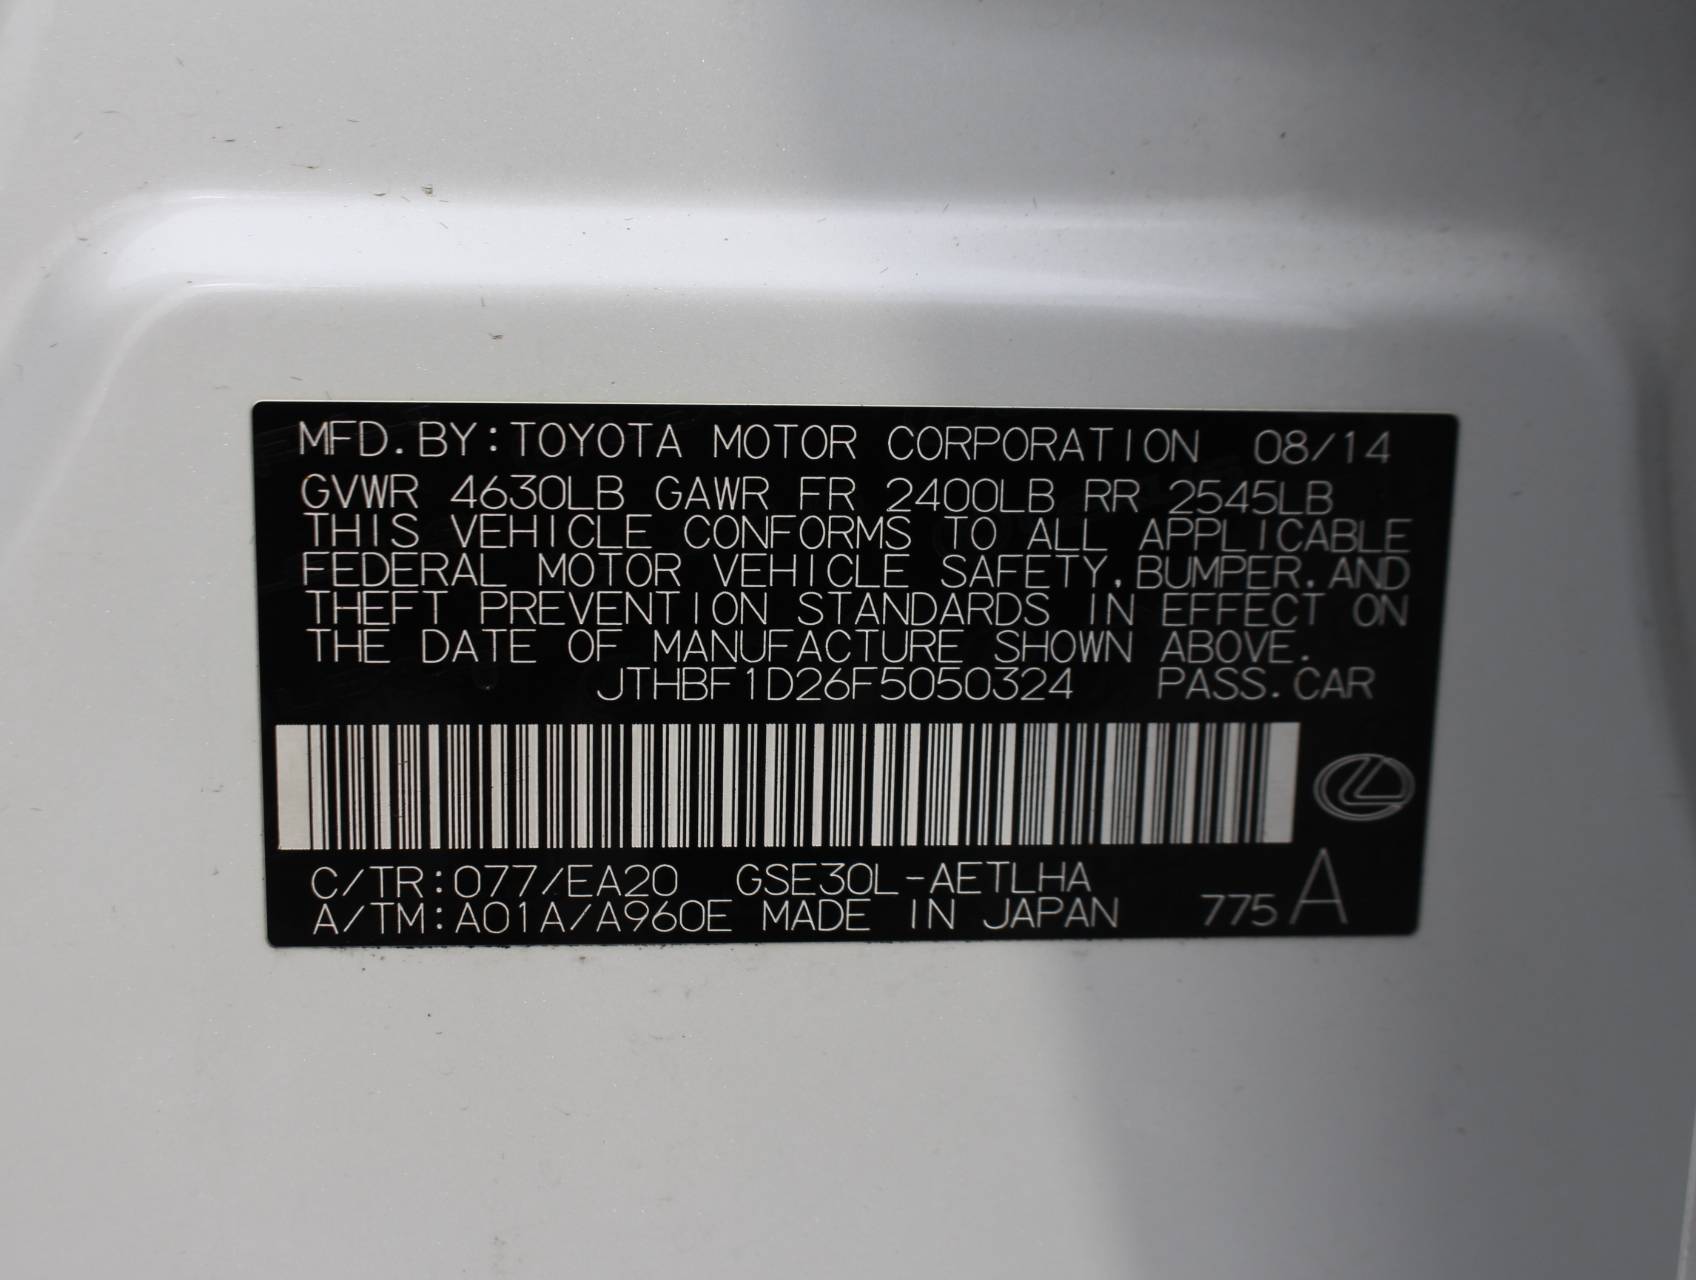 MFD. BY: TOYOTA MOTOR CORPORATION 08/14
GVWR 4630LB GAWR FR 2400LB RR 2545LB
THIS VEHICLE CONFORMS TO ALL APPLICABLE
FEDERAL MOTOR VEHICLE SAFETY, BUMPER, AND
THEFT PREVENTION STANDARDS IN EFFECT ON
THE DATE OF MANUFACTURE SHOWN ABOVE.
JTHBF1D26F5050324 PASS. CAR
C/TR: 077/EA20 GSE30L-AETLHA
A/TM: A01A/A960E MADE IN JAPAN 775 A